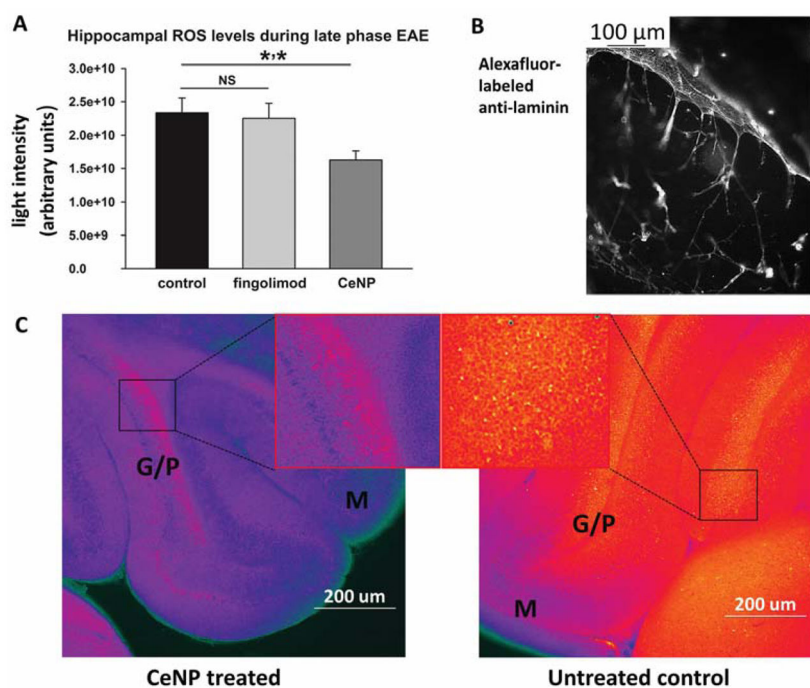 A
Hippocampal ROS levels during late phase EAE
*,*
NS
3.0e+10
2.5e+10
2.0e+10
1.5e+10
1.0e+10
5.0e+9
0.0
light intensity
(arbitrary units)
control fingolimod CeNP
B
100 µm
Alexafluor-
labeled
anti-laminin
C
G/P
M
200 um
CeNP treated
G/P
M
200 um
Untreated control